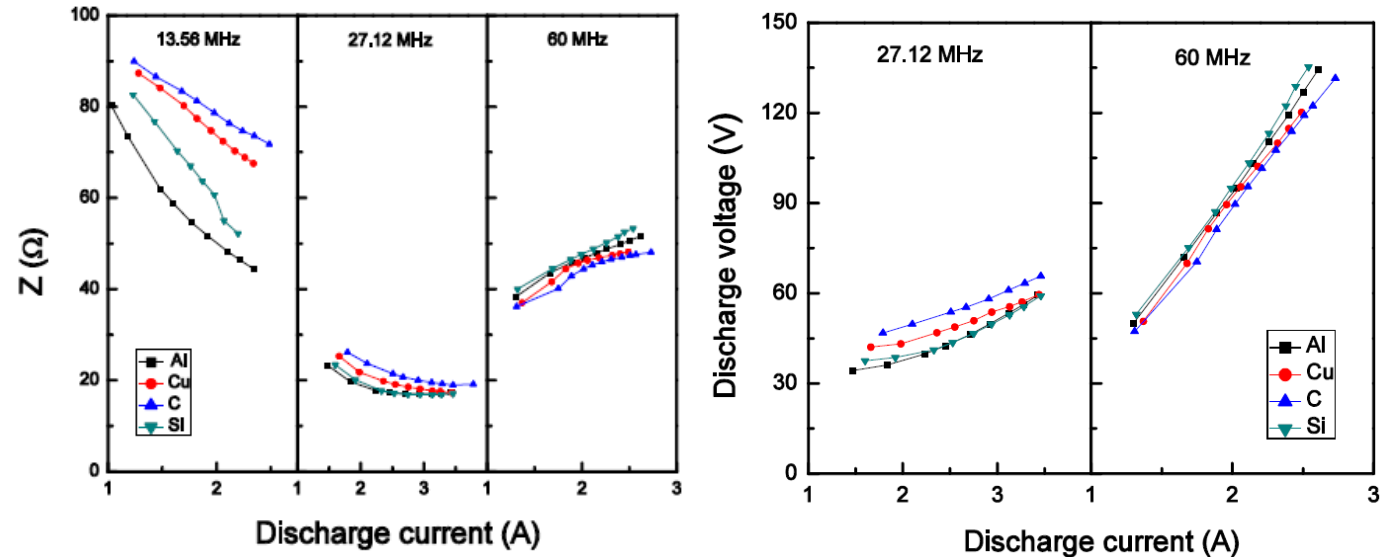 13.56 MHz
27.12 MHz
60 MHz
100
80
60
40
20
0
Z (Ω)
Al
Cu
C
Si
1
2
1
2
3
1
2
3
Discharge current (A)
27.12 MHz
60 MHz
150
120
90
60
30
0
Discharge voltage (V)
Al
Cu
C
Si
1
2
3
1
2
3
Discharge current (A)